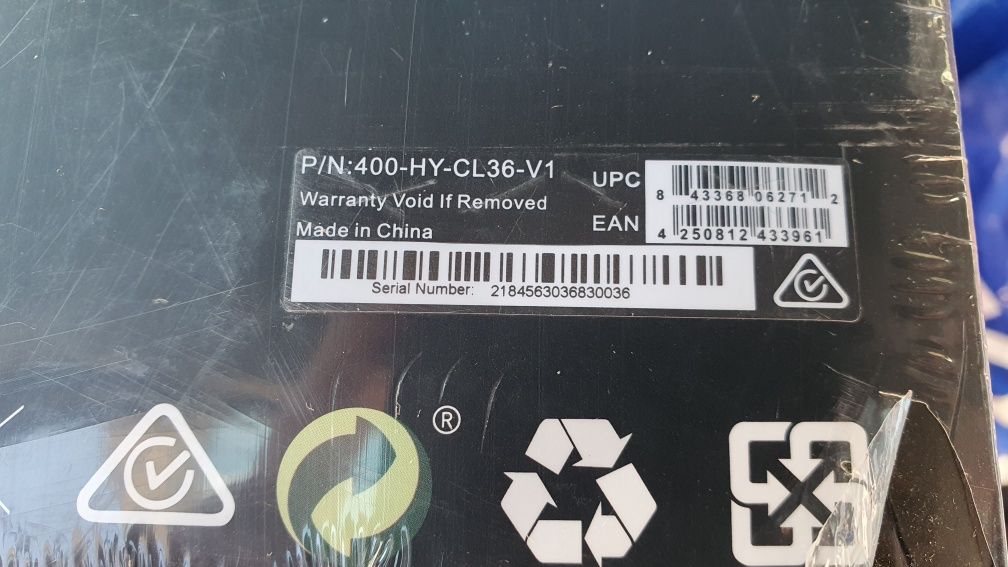 P/N:400-HY-CL36-V1
Warranty Void If Removed
Made in China
UPC
8 43368 06271 2
EAN
4 250812 433961
Serial Number: 2184563036830036
®